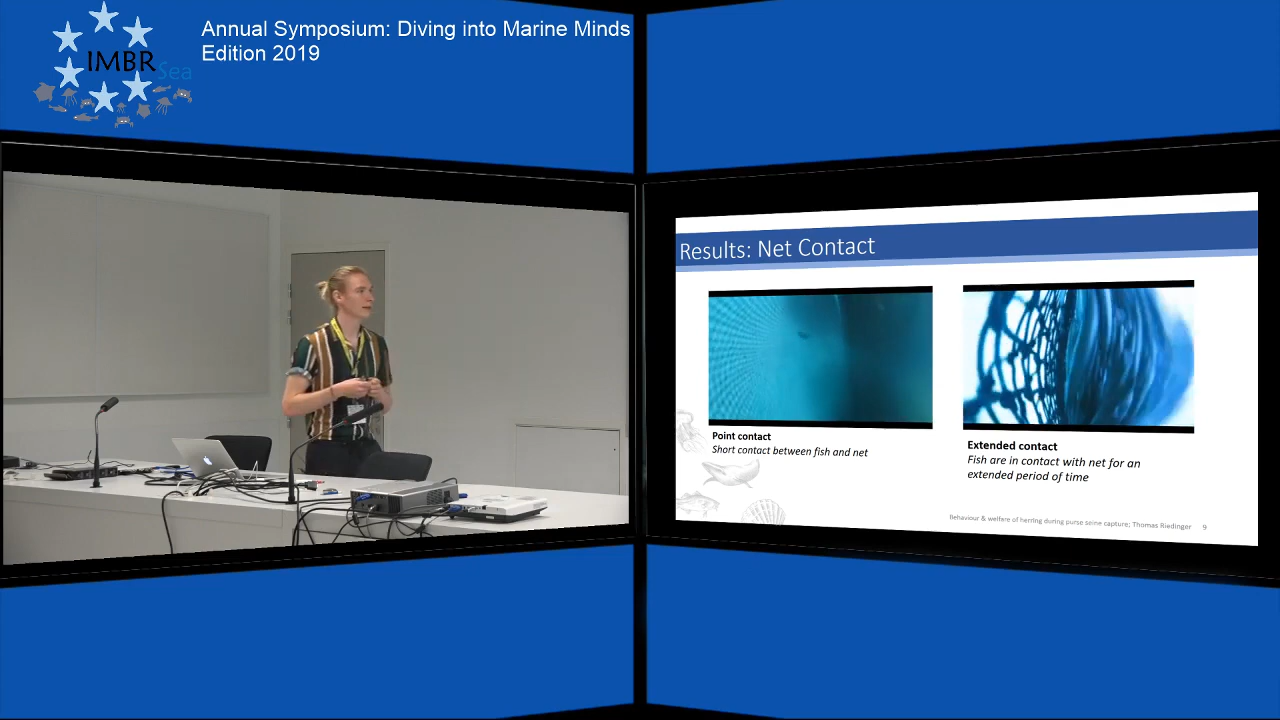 IMBRSea
Annual Symposium: Diving into Marine Minds
Edition 2019
Results: Net Contact
Point contact
Short contact between fish and net
Extended contact
Fish are in contact with net for an
extended period of time
Behaviour & welfare of herring during purse seine capture; Thomas Riedinger 9